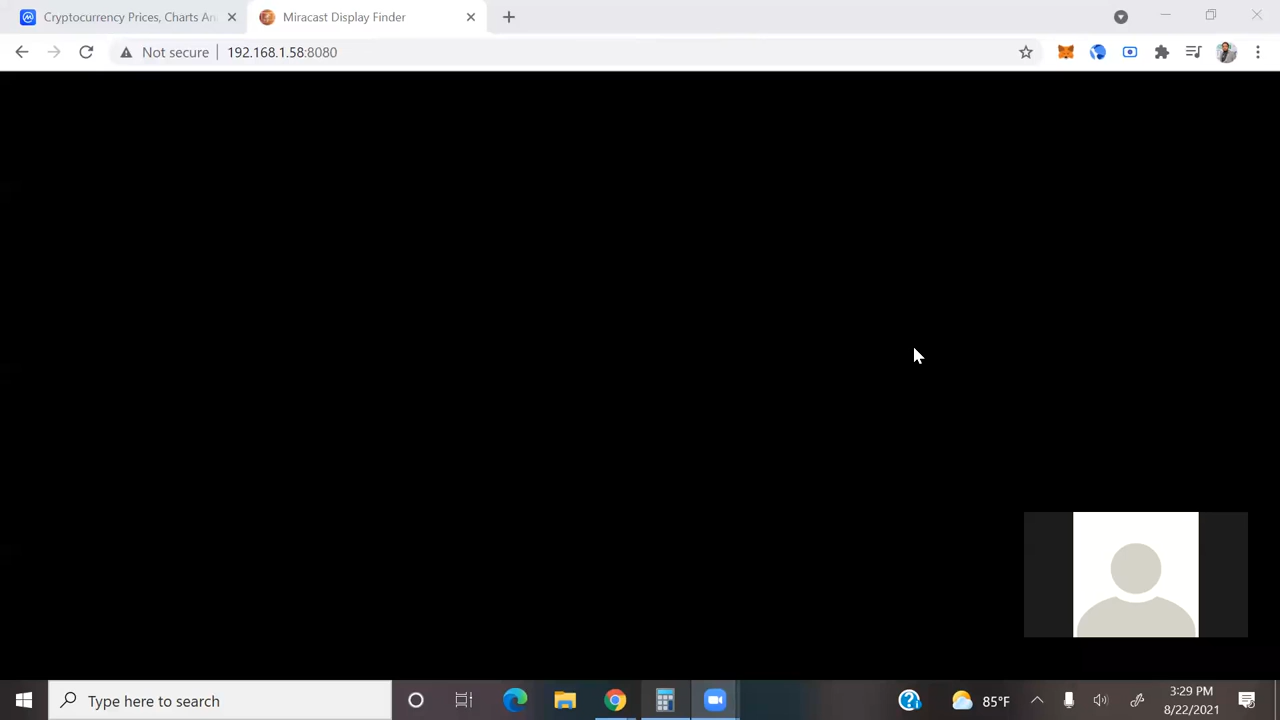 Cryptocurrency Prices, Charts An
Miracast Display Finder
Not secure
192.168.1.58:8080
Type here to search
85°F
3:29 PM
8/22/2021